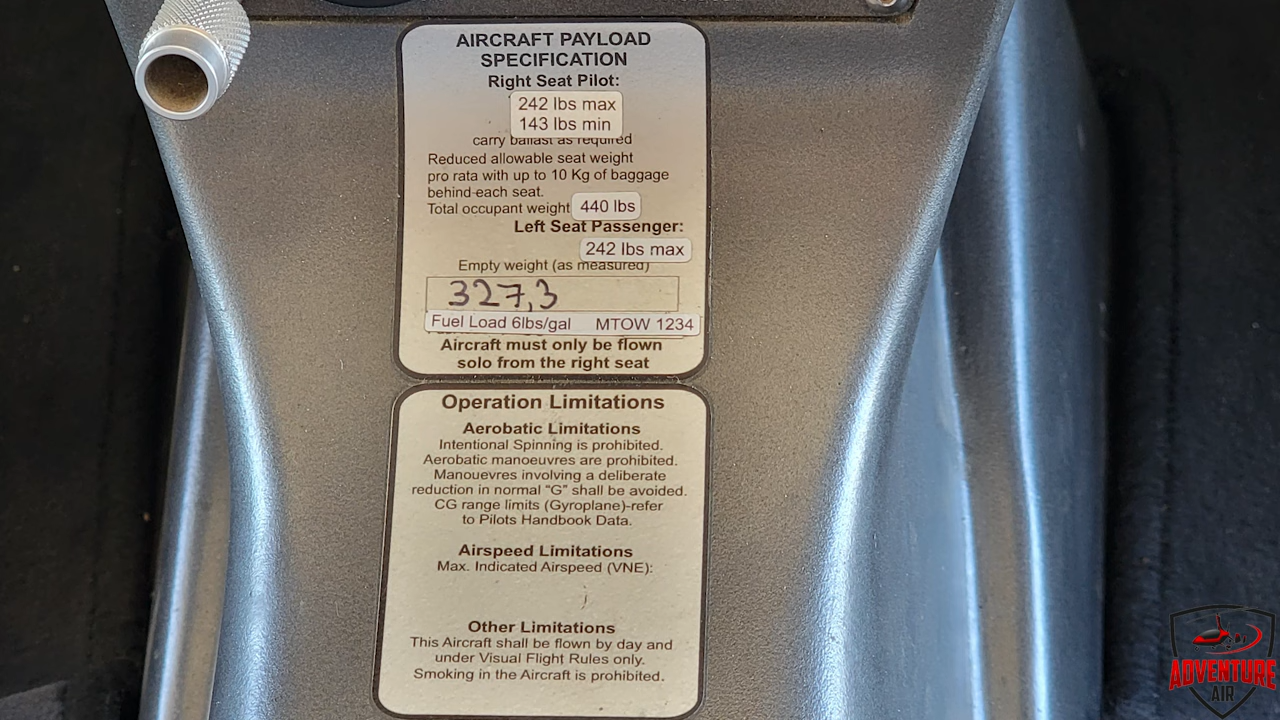 AIRCRAFT PAYLOAD
SPECIFICATION
Right Seat Pilot:
242 lbs max
143 lbs min
carry ballast as required
Reduced allowable seat weight
pro rata with up to 10 Kg of baggage
behind each seat.
Total occupant weight 440 lbs
Left Seat Passenger:
242 lbs max
Empty weight (as measured)
327,3
Fuel Load 6lbs/gal MTOW 1234
Aircraft must only be flown
solo from the right seat
Operation Limitations
Aerobatic Limitations
Intentional Spinning is prohibited.
Aerobatic manoeuvres are prohibited.
Manouevres involving a deliberate
reduction in normal "G" shall be avoided.
CG range limits (Gyroplane)-refer
to Pilots Handbook Data.
Airspeed Limitations
Max. Indicated Airspeed (VNE):
Other Limitations
This Aircraft shall be flown by day and
under Visual Flight Rules only.
Smoking in the Aircraft is prohibited.
ADVENTURE
AIR